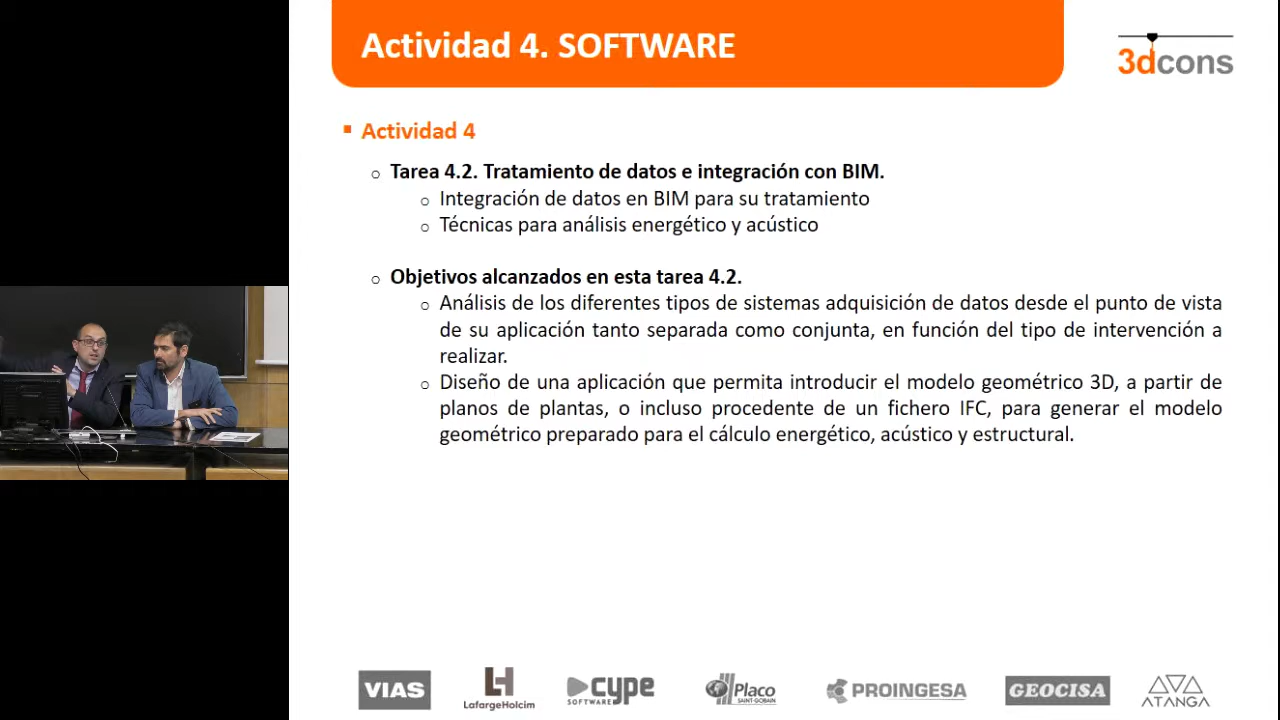 Actividad 4. SOFTWARE
3dcons
Actividad 4
Tarea 4.2. Tratamiento de datos e integración con BIM.
Integración de datos en BIM para su tratamiento
Técnicas para análisis energético y acústico
Objetivos alcanzados en esta tarea 4.2.
Análisis de los diferentes tipos de sistemas adquisición de datos desde el punto de vista
de su aplicación tanto separada como conjunta, en función del tipo de intervención a
realizar.
Diseño de una aplicación que permita introducir el modelo geométrico 3D, a partir de
planos de plantas, o incluso procedente de un fichero IFC, para generar el modelo
geométrico preparado para el cálculo energético, acústico y estructural.
VIAS
LafargeHolcim
cype
SOFTWARE
Placo
SAINT-GOBAIN
PROINGESA
GEOCISA
ATANGA